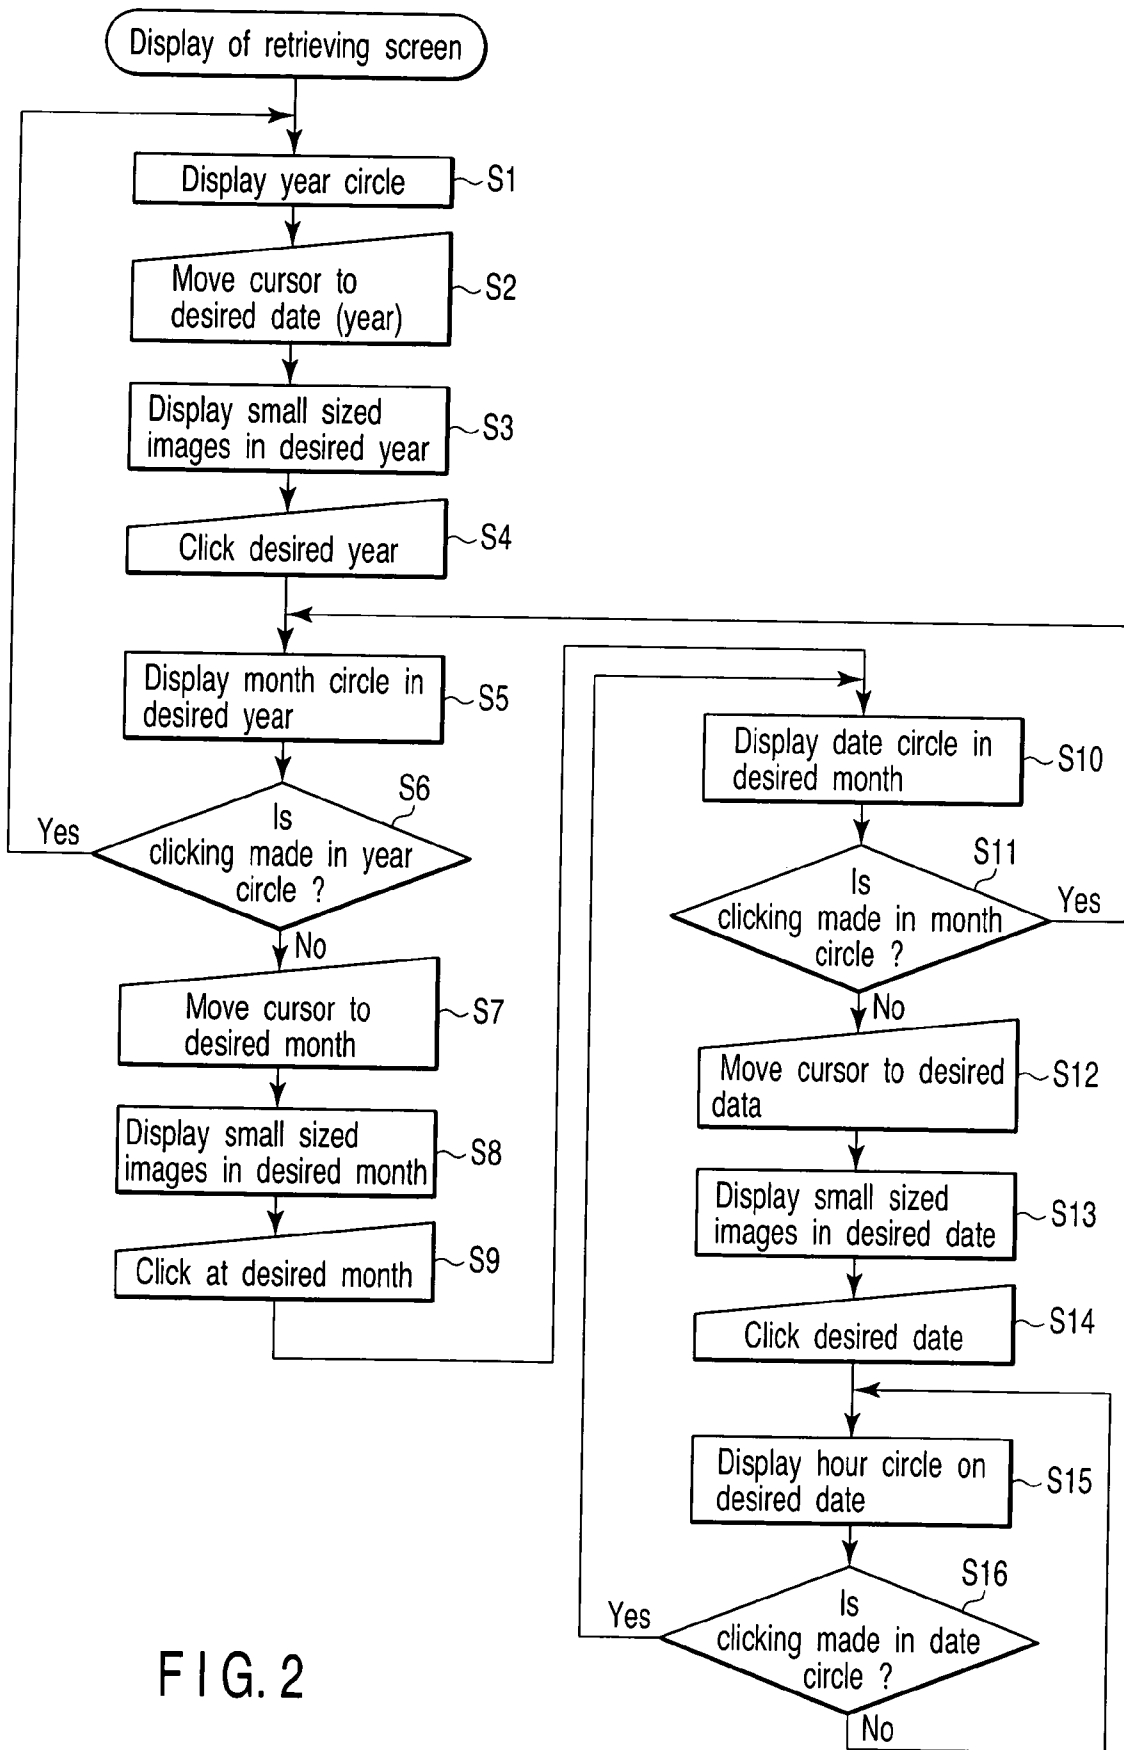 Display of retrieving screen
Display year circle
S1
Move cursor to
desired date (year)
S2
Display small sized
images in desired year
S3
Click desired year
S4
Display month circle in
desired year
S5
S6
Is
clicking made in year
circle ?
Yes
No
Move cursor to
desired month
S7
Display small sized
images in desired month
S8
Click at desired month
S9
Display date circle in
desired month
S10
S11
Is
clicking made in month
circle ?
Yes
No
Move cursor to desired
data
S12
Display small sized
images in desired date
S13
Click desired date
S14
Display hour circle on
desired date
S15
S16
Is
clicking made in date
circle ?
Yes
No
FIG. 2